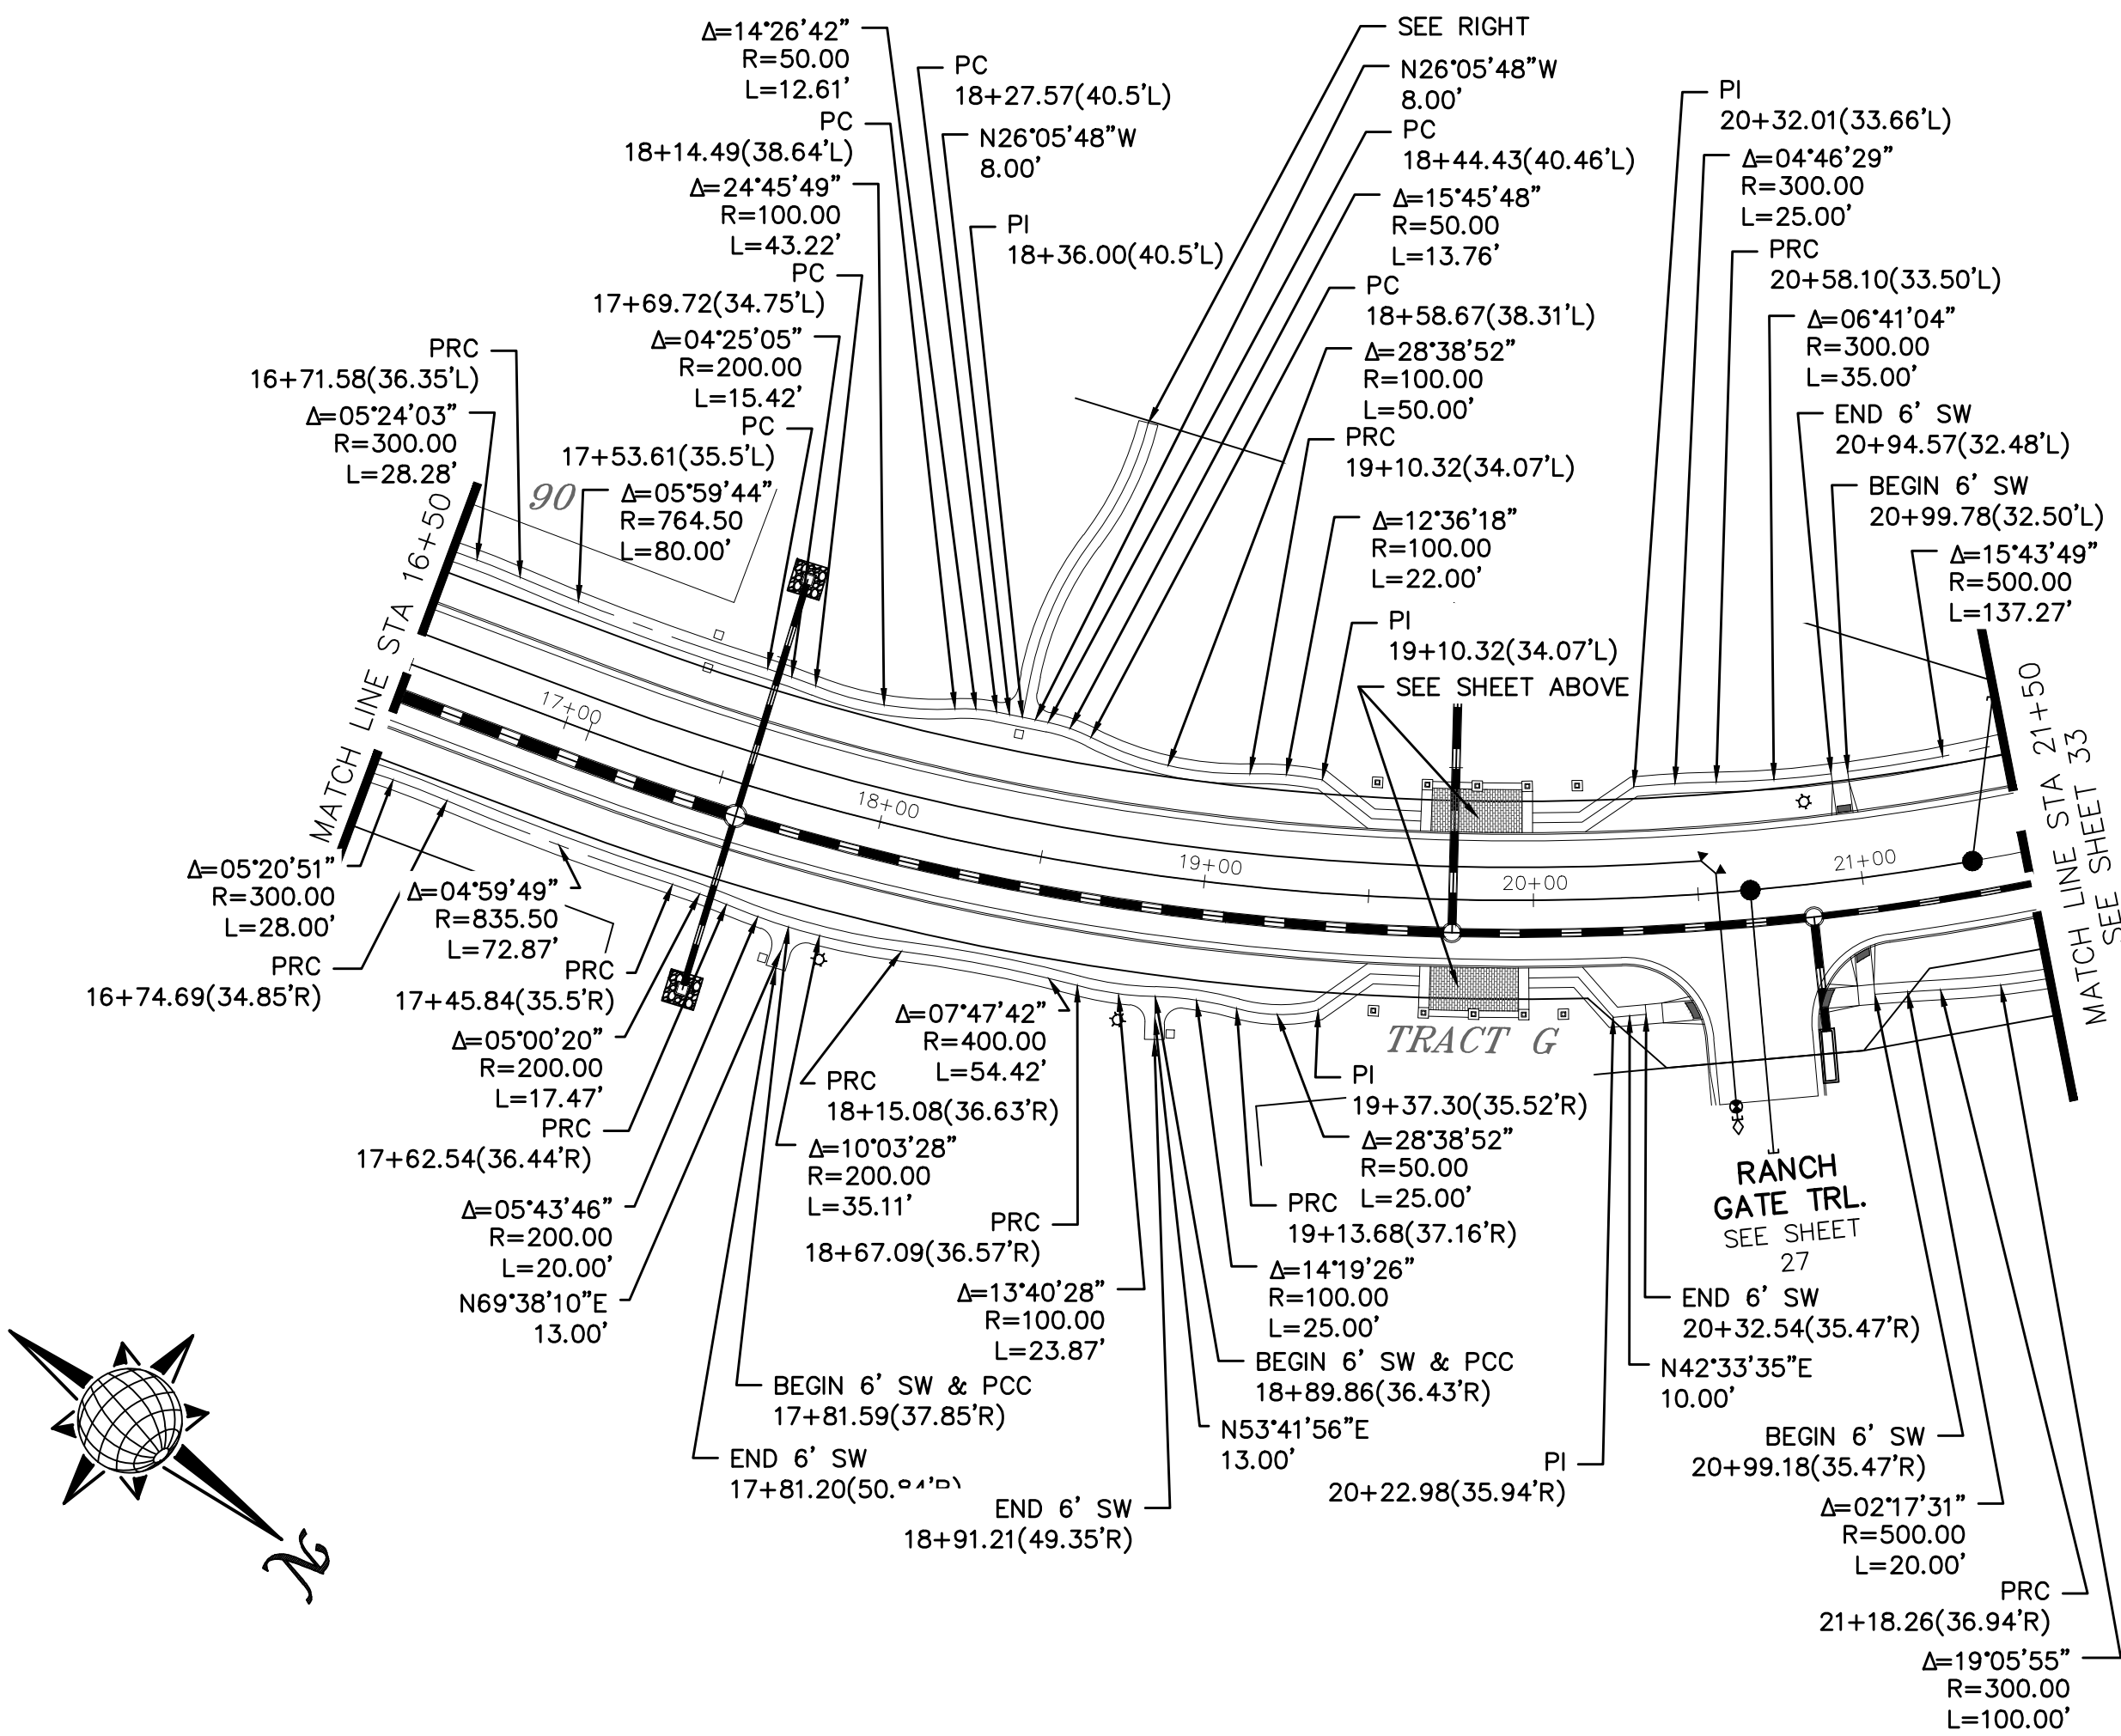 Δ=14°26'42"
R=50.00
L=12.61'
PC
18+14.49(38.64'L)
Δ=24°45'49"
R=100.00
L=43.22'
PC
17+69.72(34.75'L)
Δ=04°25'05"
R=200.00
L=15.42'
PC
17+53.61(35.5'L)
Δ=05°59'44"
R=764.50
L=80.00'
PRC
16+71.58(36.35'L)
Δ=05°24'03"
R=300.00
L=28.28'
90
PC
18+27.57(40.5'L)
N26°05'48"W
8.00'
PI
18+36.00(40.5'L)
SEE RIGHT
N26°05'48"W
8.00'
PC
18+44.43(40.46'L)
Δ=15°45'48"
R=50.00
L=13.76'
PC
18+58.67(38.31'L)
Δ=28°38'52"
R=100.00
L=50.00'
PRC
19+10.32(34.07'L)
Δ=12°36'18"
R=100.00
L=22.00'
PI
19+10.32(34.07'L)
SEE SHEET ABOVE
PI
20+32.01(33.66'L)
Δ=04°46'29"
R=300.00
L=25.00'
PRC
20+58.10(33.50'L)
Δ=06°41'04"
R=300.00
L=35.00'
END 6' SW
20+94.57(32.48'L)
BEGIN 6' SW
20+99.78(32.50'L)
Δ=15°43'49"
R=500.00
L=137.27'
MATCH LINE STA 16+50
17+00
18+00
19+00
20+00
21+00
MATCH LINE STA 21+50
SEE SHEET 33
Δ=05°20'51"
R=300.00
L=28.00'
PRC
16+74.69(34.85'R)
Δ=04°59'49"
R=835.50
L=72.87'
PRC
17+45.84(35.5'R)
Δ=05°00'20"
R=200.00
L=17.47'
PRC
17+62.54(36.44'R)
Δ=05°43'46"
R=200.00
L=20.00'
N69°38'10"E
13.00'
END 6' SW
17+81.20(50.84'R)
BEGIN 6' SW & PCC
17+81.59(37.85'R)
Δ=10°03'28"
R=200.00
L=35.11'
PRC
18+15.08(36.63'R)
Δ=07°47'42"
R=400.00
L=54.42'
PRC
18+67.09(36.57'R)
Δ=13°40'28"
R=100.00
L=23.87'
END 6' SW
18+91.21(49.35'R)
N53°41'56"E
13.00'
BEGIN 6' SW & PCC
18+89.86(36.43'R)
Δ=14°19'26"
R=100.00
L=25.00'
PRC
19+13.68(37.16'R)
Δ=28°38'52"
R=50.00
L=25.00'
PI
19+37.30(35.52'R)
TRACT G
PI
20+22.98(35.94'R)
N42°33'35"E
10.00'
END 6' SW
20+32.54(35.47'R)
RANCH
GATE TRL.
SEE SHEET
27
BEGIN 6' SW
20+99.18(35.47'R)
Δ=02°17'31"
R=500.00
L=20.00'
PRC
21+18.26(36.94'R)
Δ=19°05'55"
R=300.00
L=100.00'
N